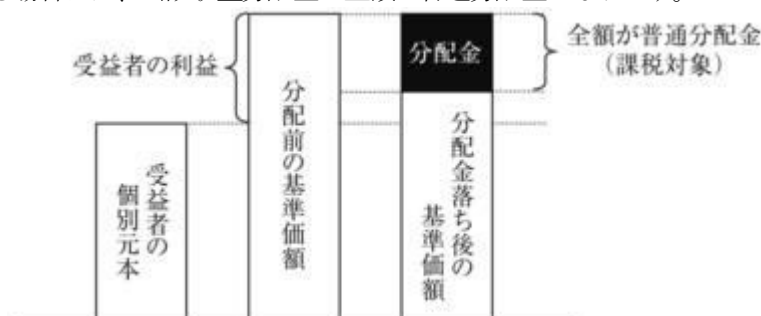 受益者の利益
分配金
全額が普通分配金
(課税対象)
受益者の
個別元本
分配前の基準価額
分配金落ち後の
基準価額